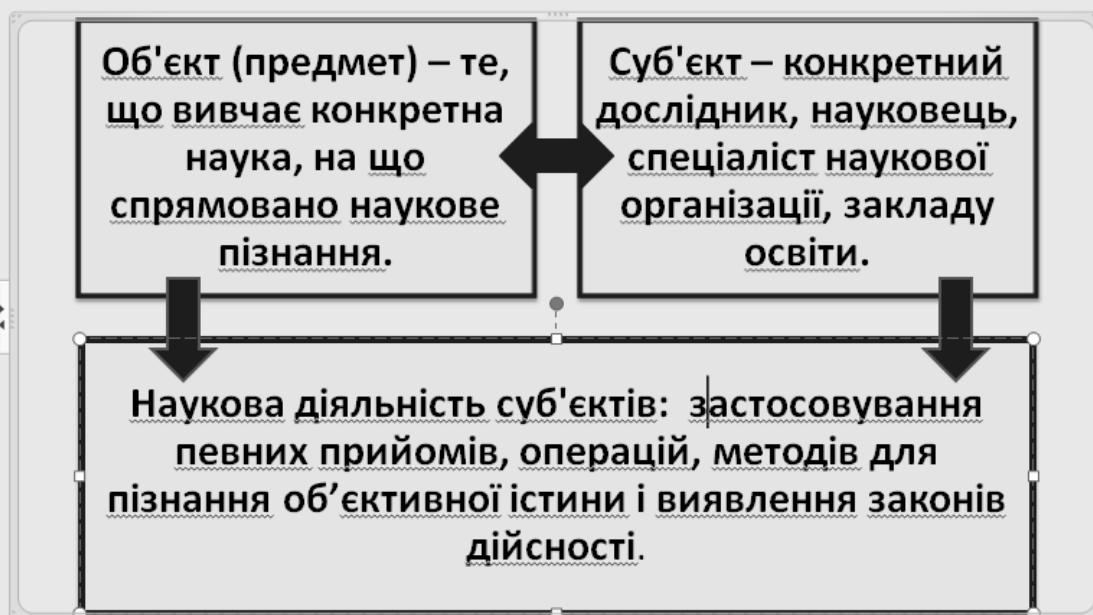 Об'єкт (предмет) – те,
що вивчає конкретна
наука, на що
спрямовано наукове
пізнання.
Суб'єкт – конкретний
дослідник, науковець,
спеціаліст наукової
організації, закладу
освіти.
Наукова діяльність суб'єктів:  застосовування
певних прийомів, операцій, методів для
пізнання об’єктивної істини і виявлення законів
дійсності.